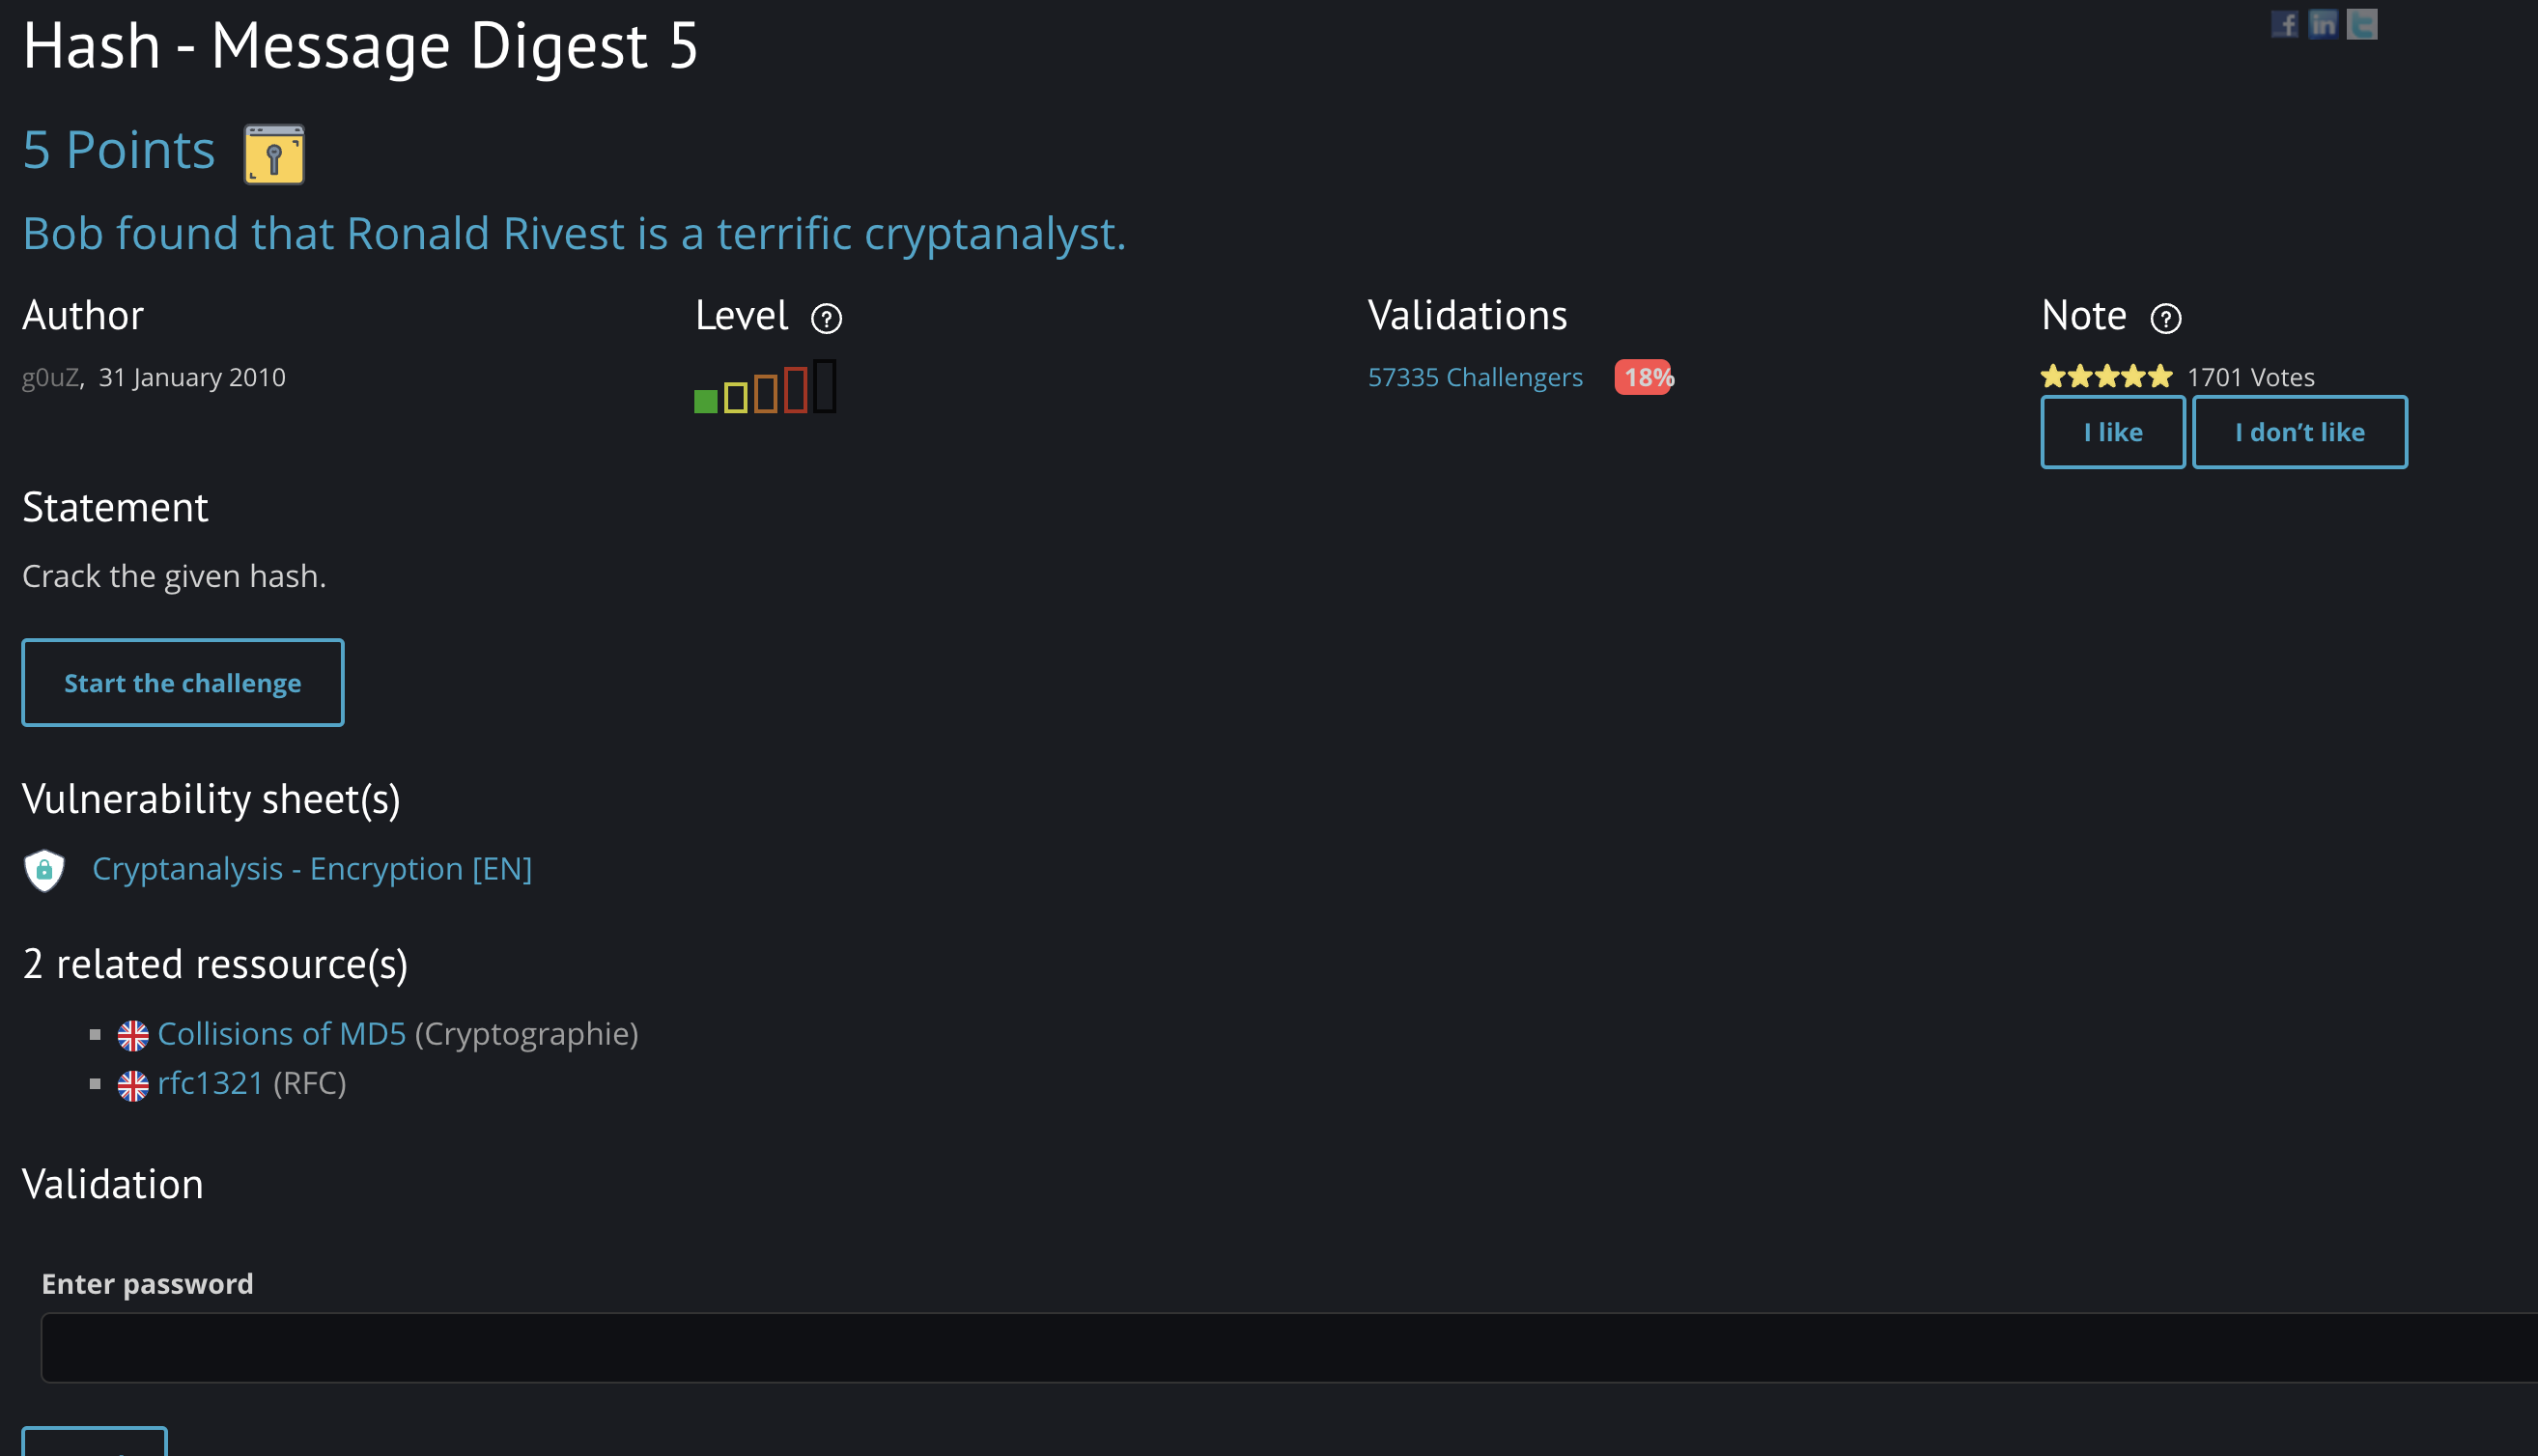 Hash - Message Digest 5
5 Points
Bob found that Ronald Rivest is a terrific cryptanalyst.
Author
Level ?
Validations
Note ?
g0uZ, 31 January 2010
57335 Challengers 18%
1701 Votes
I like
I don’t like
Statement
Crack the given hash.
Start the challenge
Vulnerability sheet(s)
Cryptanalysis - Encryption [EN]
2 related ressource(s)
Collisions of MD5 (Cryptographie)
rfc1321 (RFC)
Validation
Enter password